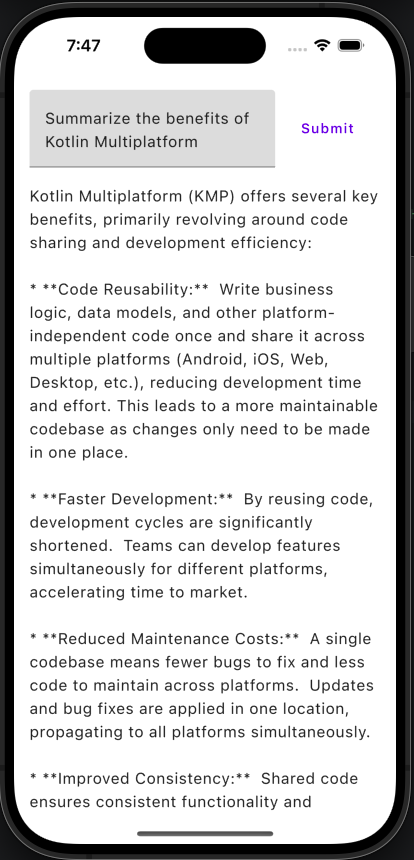 7:47
Summarize the benefits of
Kotlin Multiplatform
Submit
Kotlin Multiplatform (KMP) offers several key
benefits, primarily revolving around code
sharing and development efficiency:
* **Code Reusability:**  Write business
logic, data models, and other platform-
independent code once and share it across
multiple platforms (Android, iOS, Web,
Desktop, etc.), reducing development time
and effort. This leads to a more maintainable
codebase as changes only need to be made
in one place.
* **Faster Development:**  By reusing code,
development cycles are significantly
shortened.  Teams can develop features
simultaneously for different platforms,
accelerating time to market.
* **Reduced Maintenance Costs:**  A single
codebase means fewer bugs to fix and less
code to maintain across platforms.  Updates
and bug fixes are applied in one location,
propagating to all platforms simultaneously.
* **Improved Consistency:**  Shared code
ensures consistent functionality and